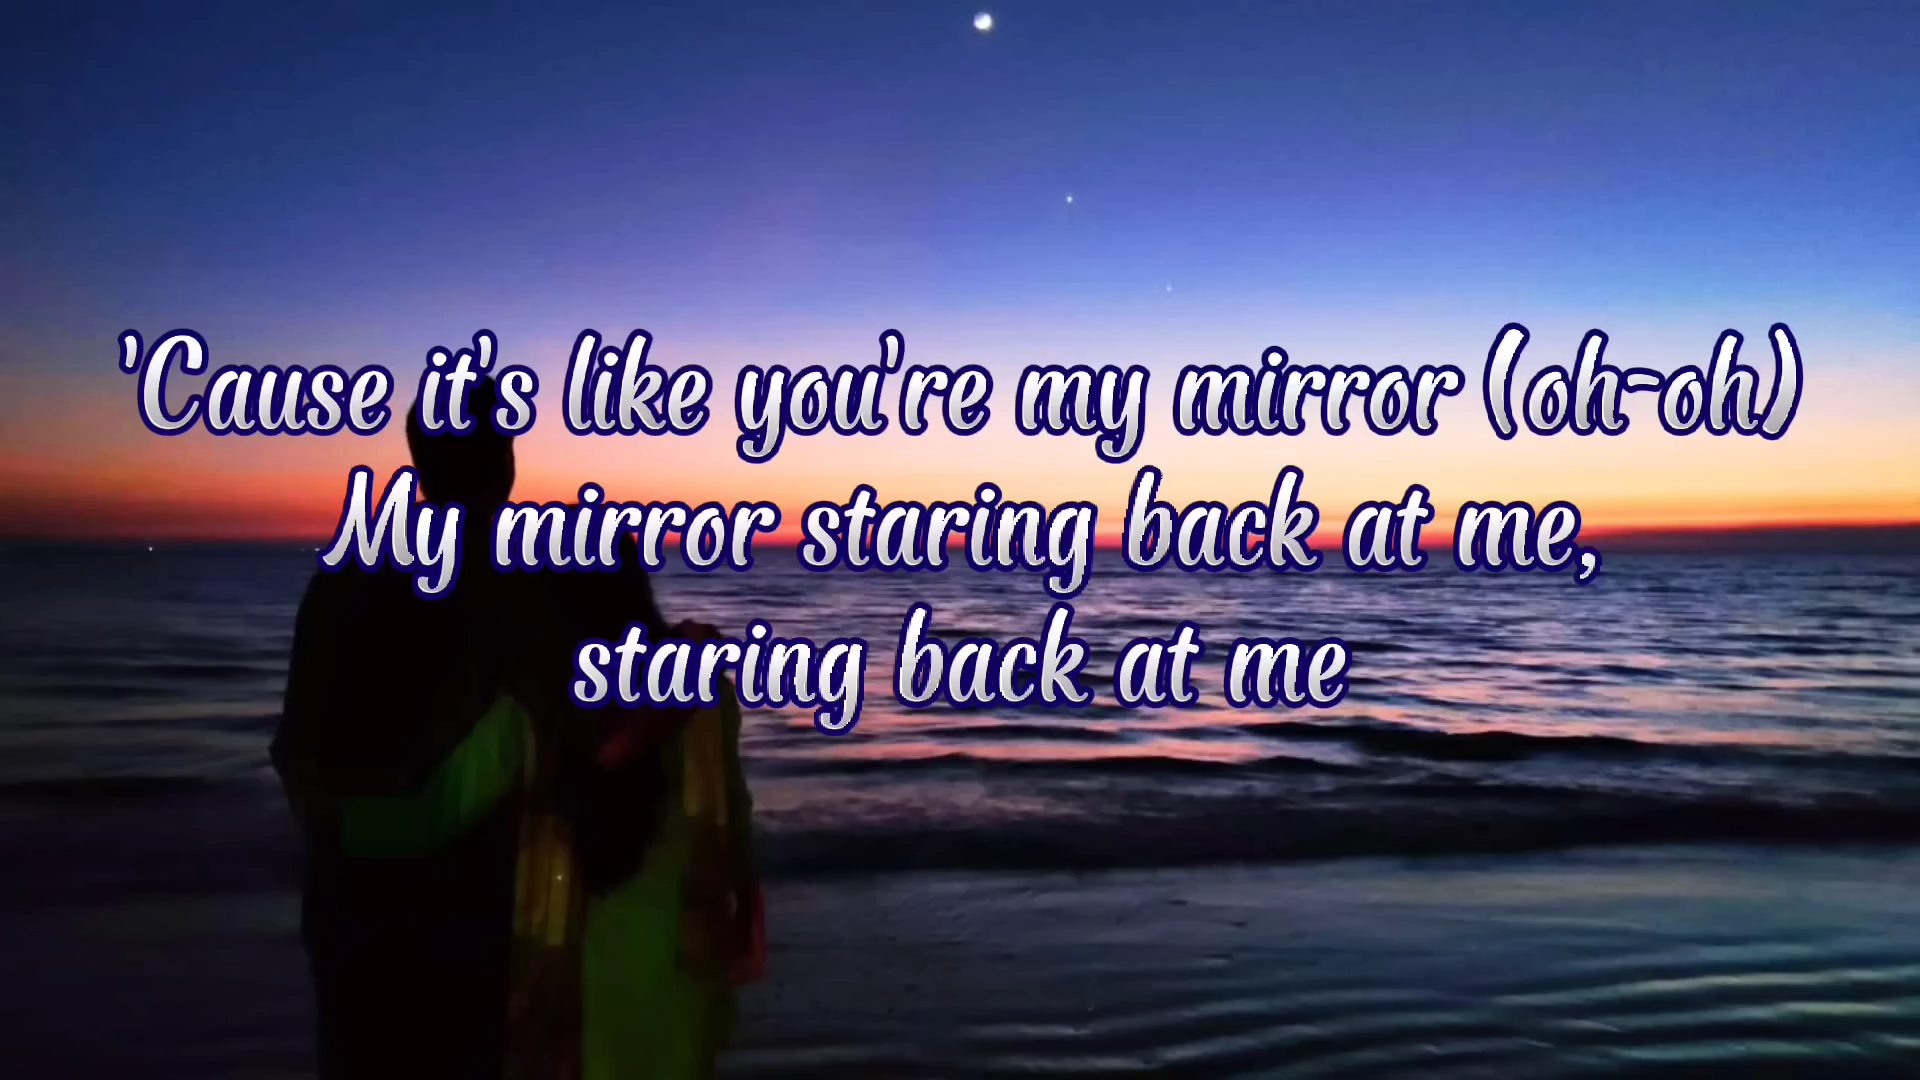 'Cause it's like you're my mirror (oh-oh)
My mirror staring back at me,
staring back at me